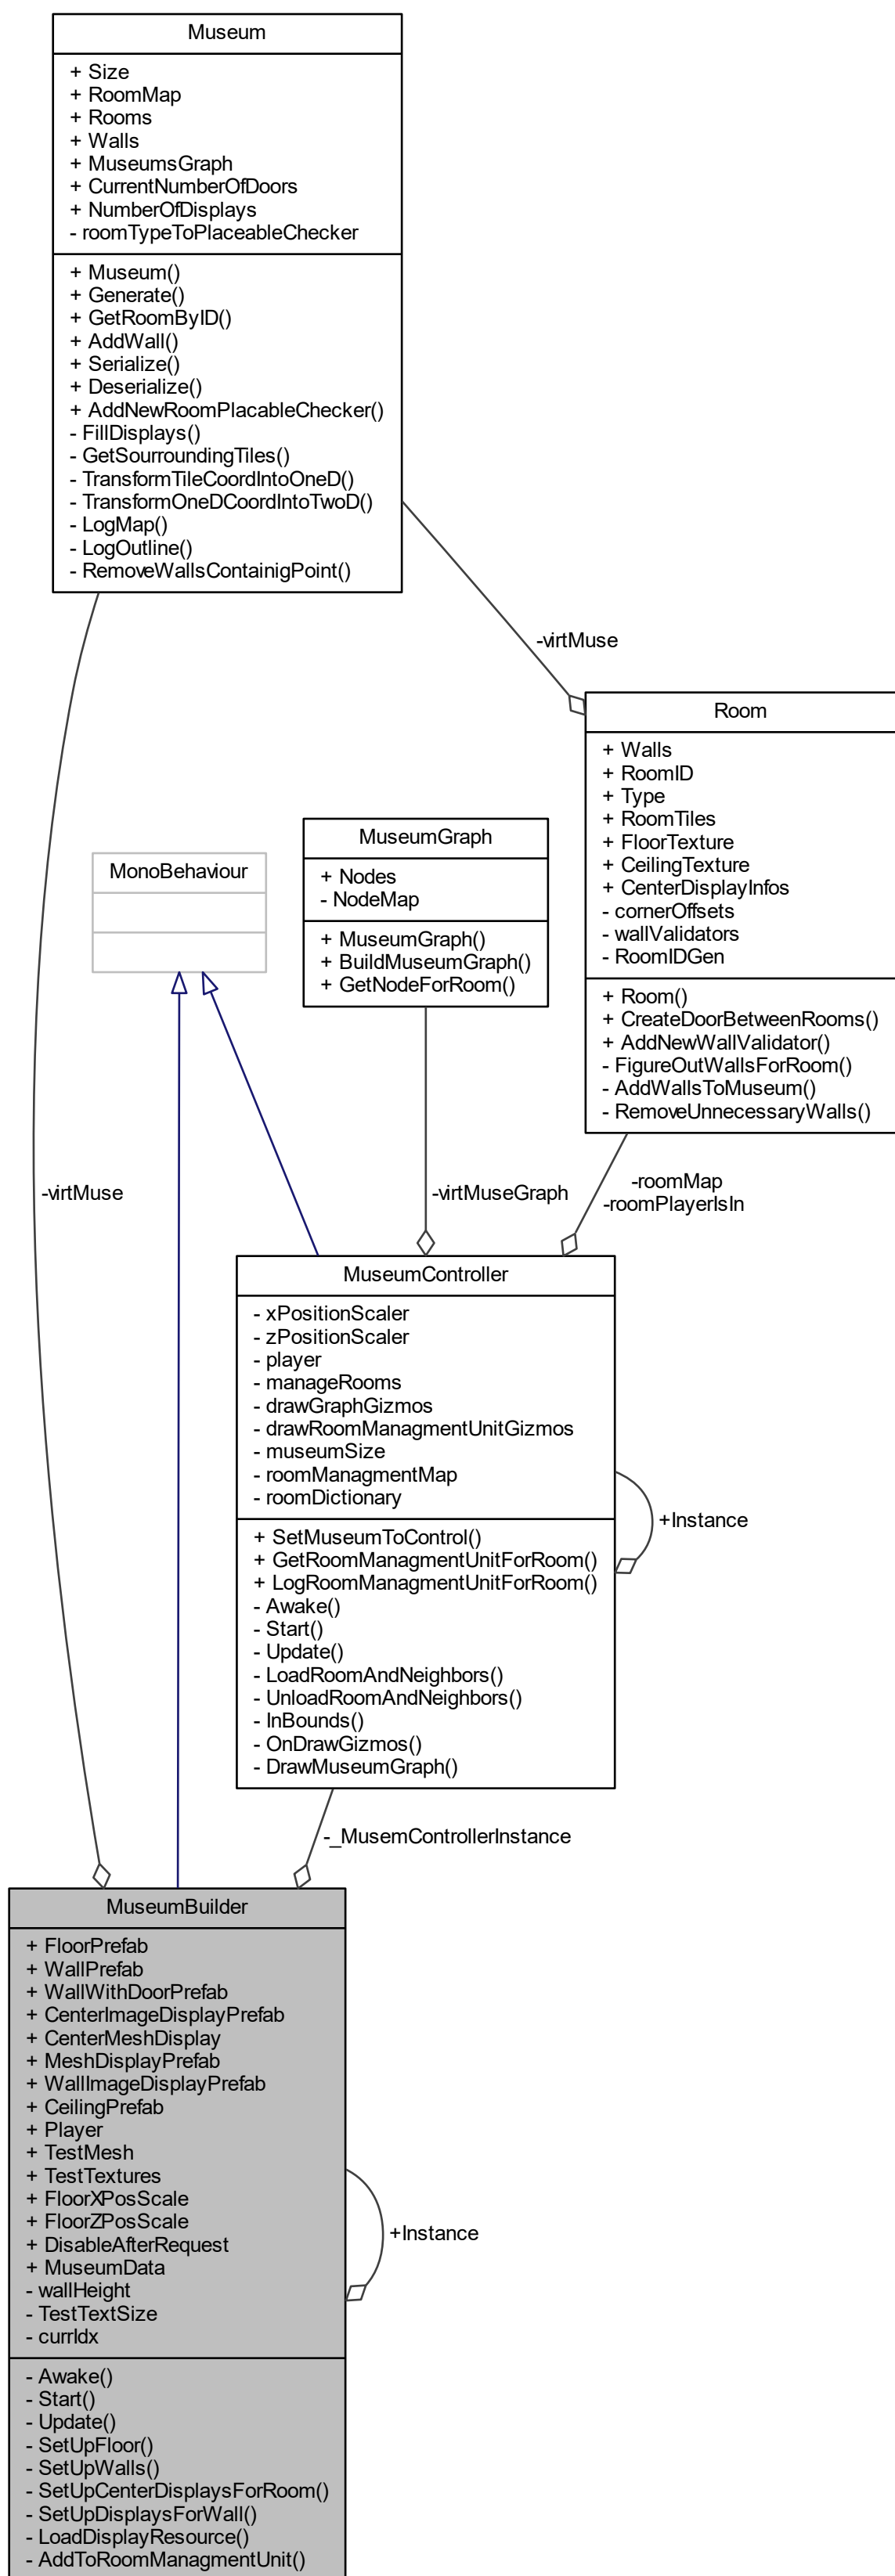 Museum
+ Size
+ RoomMap
+ Rooms
+ Walls
+ MuseumsGraph
+ CurrentNumberOfDoors
+ NumberOfDisplays
- roomTypeToPlaceableChecker
+ Museum()
+ Generate()
+ GetRoomByID()
+ AddWall()
+ Serialize()
+ Deserialize()
+ AddNewRoomPlacableChecker()
- FillDisplays()
- GetSourroundingTiles()
- TransformTileCoordIntoOneD()
- TransformOneDCoordIntoTwoD()
- LogMap()
- LogOutline()
- RemoveWallsContainigPoint()
-virtMuse
Room
+ Walls
+ RoomID
+ Type
+ RoomTiles
+ FloorTexture
+ CeilingTexture
+ CenterDisplayInfos
- cornerOffsets
- wallValidators
- RoomIDGen
+ Room()
+ CreateDoorBetweenRooms()
+ AddNewWallValidator()
- FigureOutWallsForRoom()
- AddWallsToMuseum()
- RemoveUnnecessaryWalls()
MuseumGraph
+ Nodes
- NodeMap
+ MuseumGraph()
+ BuildMuseumGraph()
+ GetNodeForRoom()
MonoBehaviour
-virtMuse
-virtMuseGraph
-roomMap
-roomPlayerIsIn
MuseumController
- xPositionScaler
- zPositionScaler
- player
- manageRooms
- drawGraphGizmos
- drawRoomManagmentUnitGizmos
- museumSize
- roomManagmentMap
- roomDictionary
+ SetMuseumToControl()
+ GetRoomManagmentUnitForRoom()
+ LogRoomManagmentUnitForRoom()
- Awake()
- Start()
- Update()
- LoadRoomAndNeighbors()
- UnloadRoomAndNeighbors()
- InBounds()
- OnDrawGizmos()
- DrawMuseumGraph()
+Instance
-_MusemControllerInstance
MuseumBuilder
+ FloorPrefab
+ WallPrefab
+ WallWithDoorPrefab
+ CenterImageDisplayPrefab
+ CenterMeshDisplay
+ MeshDisplayPrefab
+ WallImageDisplayPrefab
+ CeilingPrefab
+ Player
+ TestMesh
+ TestTextures
+ FloorXPosScale
+ FloorZPosScale
+ DisableAfterRequest
+ MuseumData
- wallHeight
- TestTextSize
- currIdx
- Awake()
- Start()
- Update()
- SetUpFloor()
- SetUpWalls()
- SetUpCenterDisplaysForRoom()
- SetUpDisplaysForWall()
- LoadDisplayResource()
- AddToRoomManagmentUnit()
+Instance